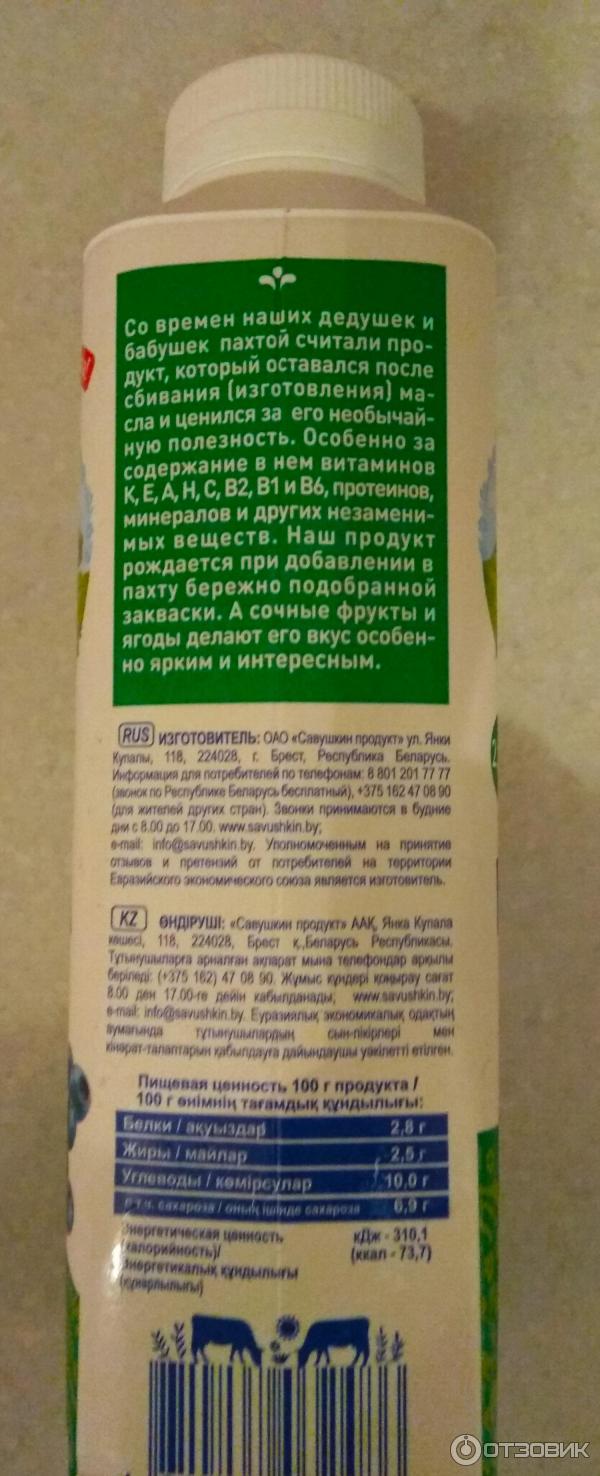 Со времен наших дедушек и
бабушек пахтой считали про-
дукт, который оставался после
сбивания (изготовления) ма-
сла и ценился за его необычай-
ную полезность. Особенно за
содержание в нем витаминов
К, Е, А, Н, С, В2, В1 и В6, протеинов,
минералов и других незамени-
мых веществ. Наш продукт
рождается при добавлении в
пахту бережно подобранной
закваски. А сочные фрукты и
ягоды делают его вкус особен-
но ярким и интересным.
RUS ИЗГОТОВИТЕЛЬ: ОАО «Савушкин продукт» ул. Янки
Купалы, 118, 224028, г. Брест, Республика Беларусь.
Информация для потребителей по телефонам: 8 801 201 77 77
(звонок по Республике Беларусь бесплатный), +375 162 47 08 90
(для жителей других стран). Звонки принимаются в будние
дни с 8.00 до 17.00. www.savushkin.by;
e-mail: info@savushkin.by. Уполномоченным на принятие
отзывов и претензий от потребителей на территории
Евразийского экономического союза является изготовитель.
KZ ӨНДІРУШІ: «Савушкин продукт» ААҚ, Янка Купала
көшесі, 118, 224028, Брест қ.,Беларусь Республикасы.
Тұтынушыларға арналған ақпарат мына телефондар арқылы
беріледі: (+375 162) 47 08 90. Жұмыс күндері қоңырау сағат
8.00 ден 17.00-ге дейін қабылданады; www.savushkin.by;
e-mail: info@savushkin.by. Еуразиялық экономикалық одақтың
аумағында тұтынушылардың сын-пікірлері мен
кінәрат-талаптарын қабылдауға дайындаушы уәкілетті етілген.
Пищевая ценность 100 г продукта /
100 г өнімнің тағамдық құндылығы:
Белки / ақуыздар 2,8 г
Жиры / майлар 2,5 г
Углеводы / көмірсулар 10,0 г
в т.ч. сахароза / оның ішінде сахароза 6,9 г
Энергетическая ценность кДж - 310,1
(калорийность)/ (ккал - 73,7)
Энергетикалық құндылығы
(құнарлылығы)
ОТЗОВИК